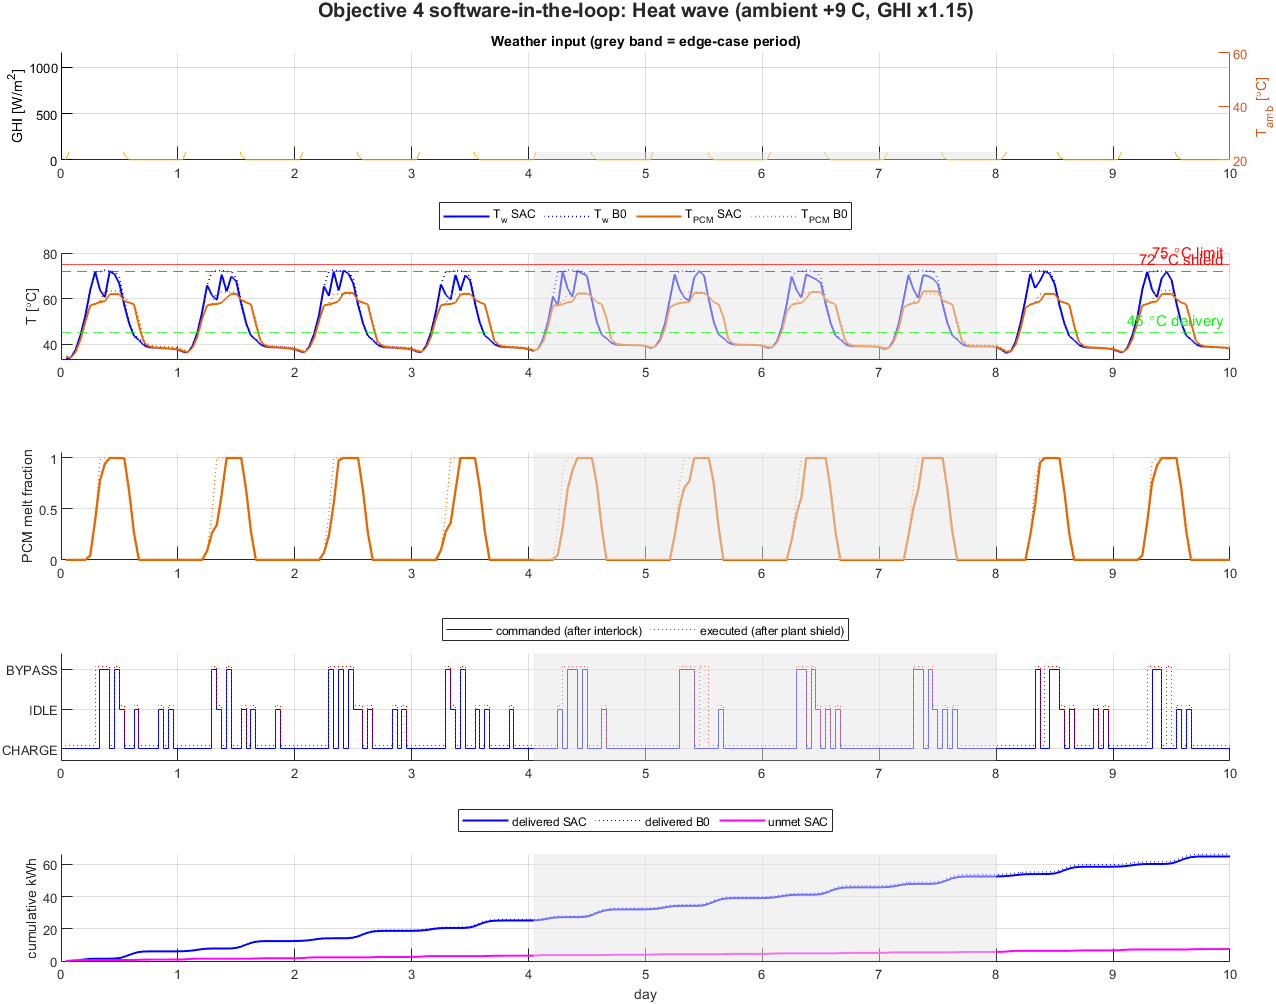 Objective 4 software-in-the-loop: Heat wave (ambient +9 C, GHI x1.15)
Weather input (grey band = edge-case period)
GHI [W/m2]
1000
500
0
60
40
20
Tamb [°C]
0 1 2 3 4 5 6 7 8 9 10
Tw SAC Tw B0 TPCM SAC TPCM B0
T [°C]
80
60
40
75 °C limit
72 °C shield
45 °C delivery
0 1 2 3 4 5 6 7 8 9 10
PCM melt fraction
1
0.5
0
0 1 2 3 4 5 6 7 8 9 10
commanded (after interlock) executed (after plant shield)
BYPASS
IDLE
CHARGE
0 1 2 3 4 5 6 7 8 9 10
delivered SAC delivered B0 unmet SAC
cumulative kWh
60
40
20
0
0 1 2 3 4 5 6 7 8 9 10
day